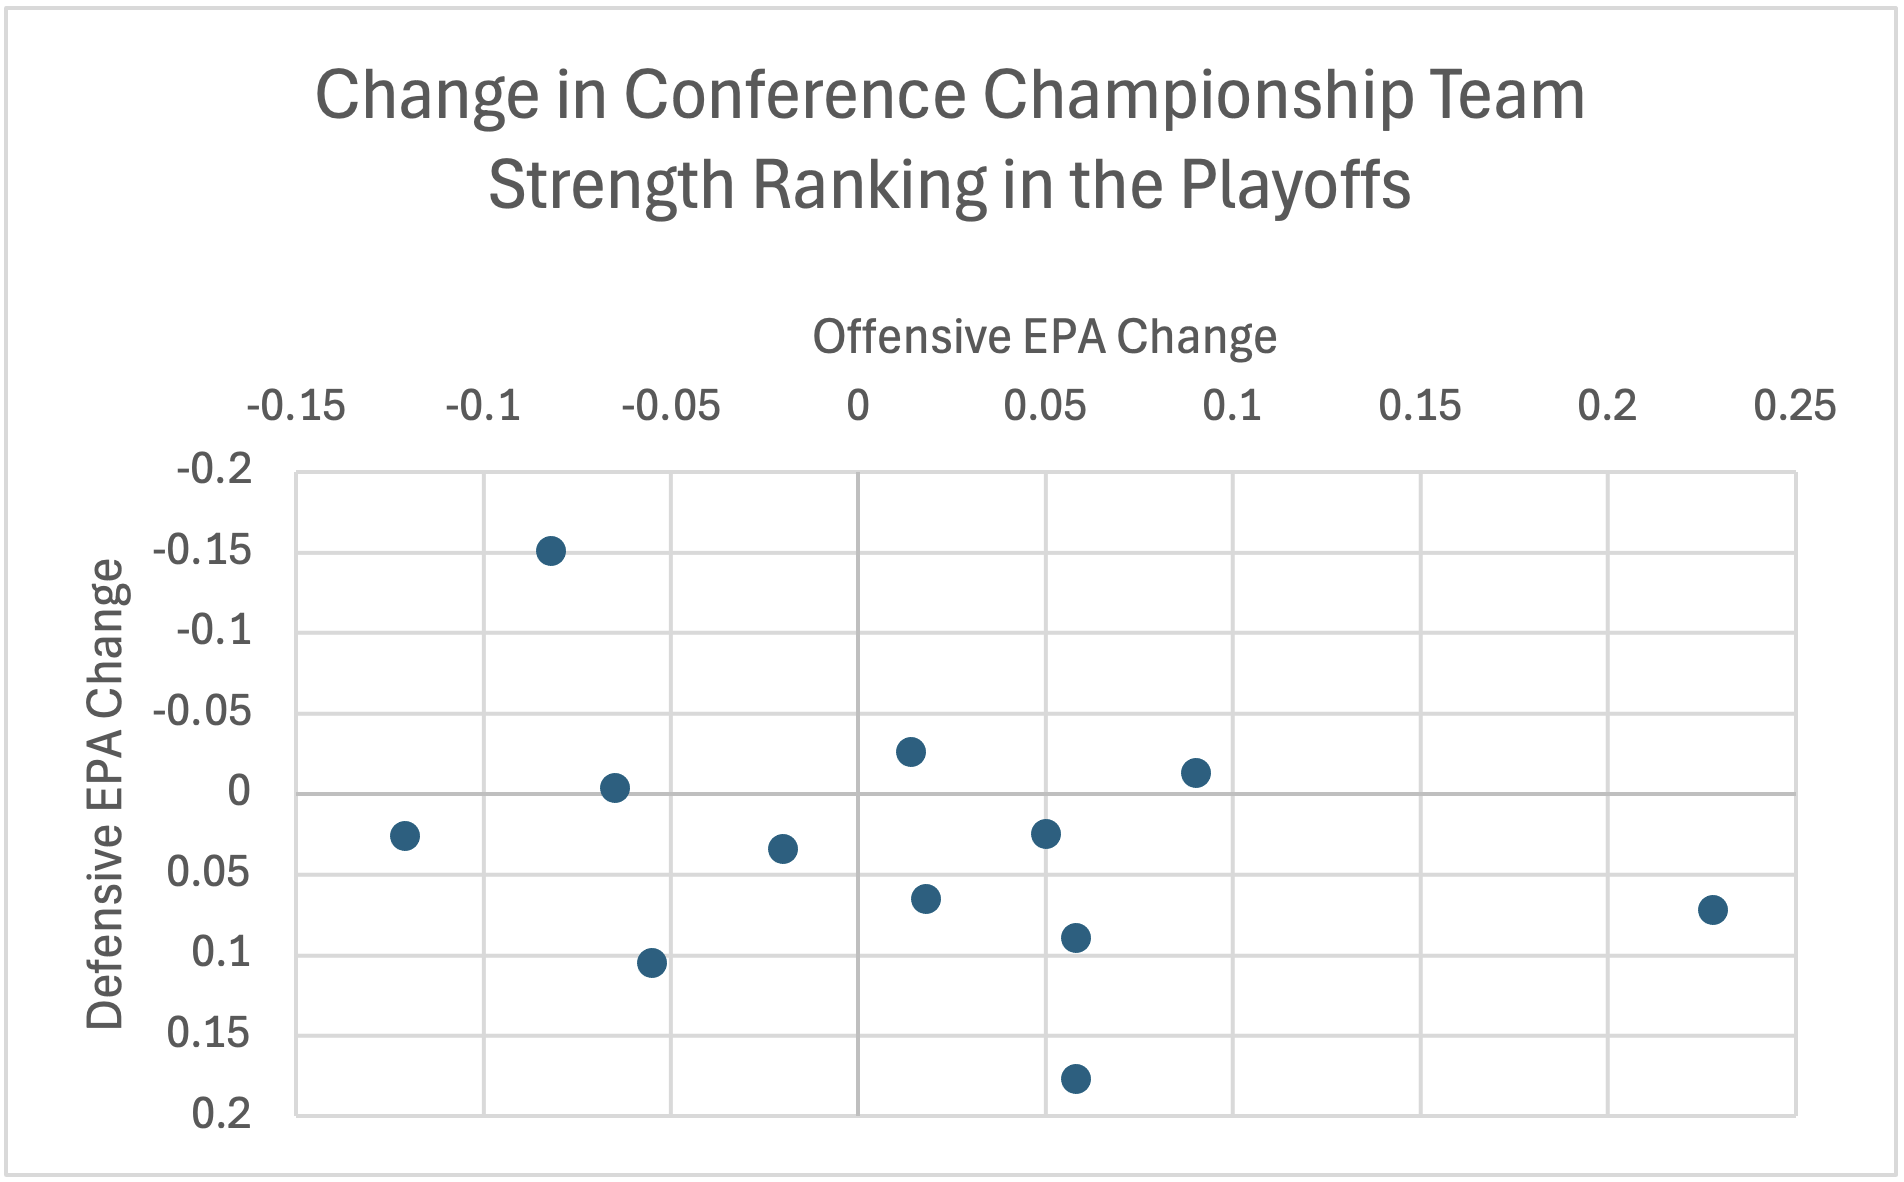 Change in Conference Championship Team
Strength Ranking in the Playoffs
Offensive EPA Change
-0.15 -0.1 -0.05 0 0.05 0.1 0.15 0.2 0.25
Defensive EPA Change
-0.2
-0.15
-0.1
-0.05
0
0.05
0.1
0.15
0.2